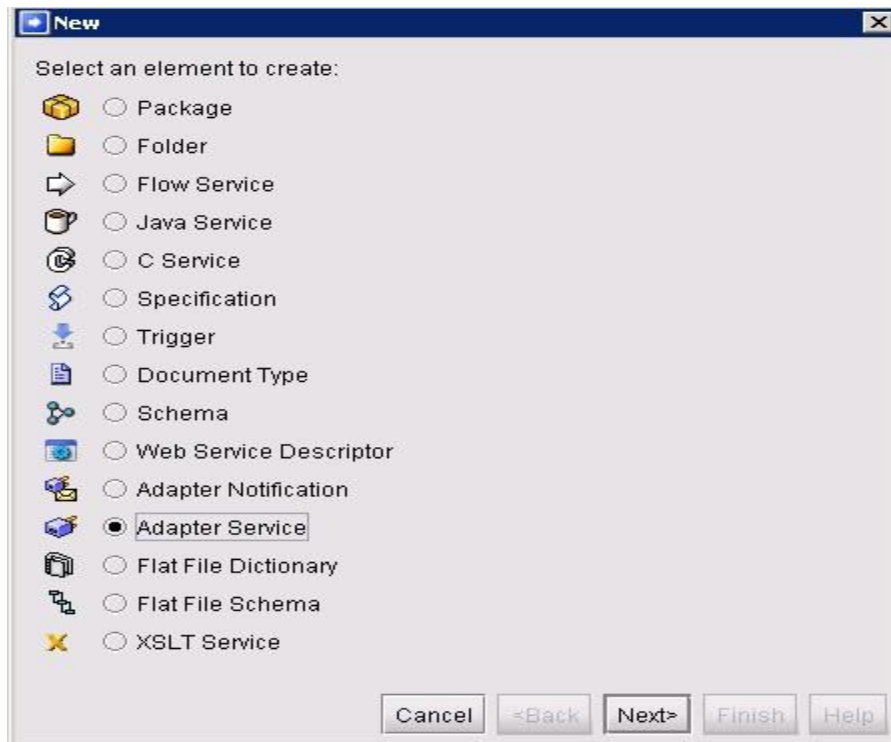 New
Select an element to create:
Package
Folder
Flow Service
Java Service
C Service
Specification
Trigger
Document Type
Schema
Web Service Descriptor
Adapter Notification
Adapter Service
Flat File Dictionary
Flat File Schema
XSLT Service
Cancel <Back Next> Finish Help